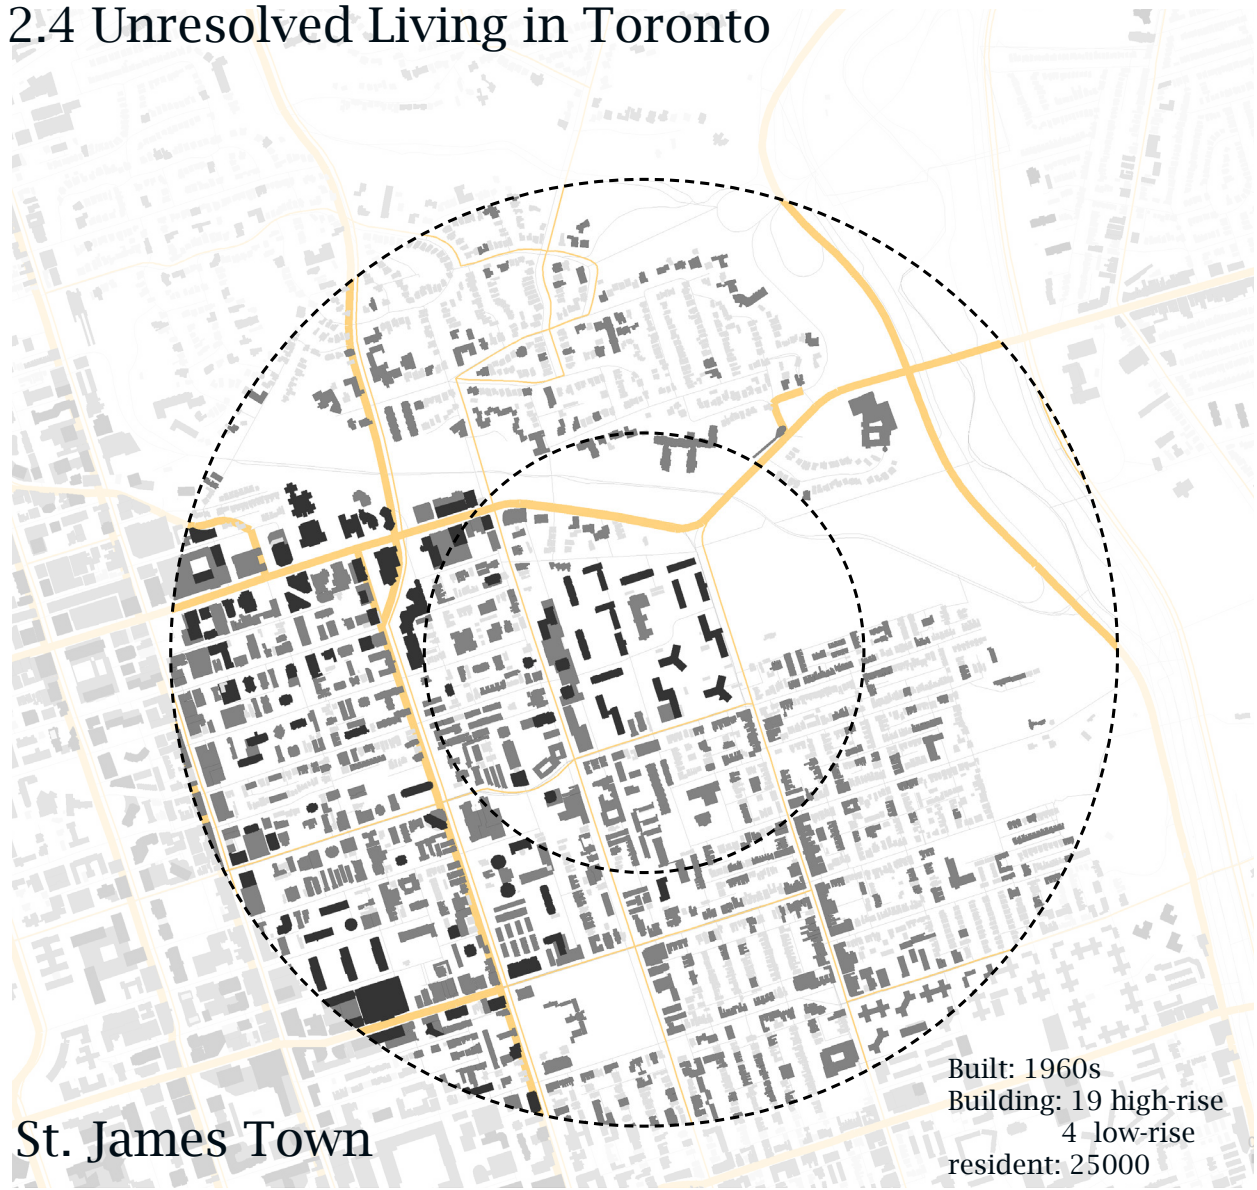 2.4 Unresolved Living in Toronto
Built: 1960s
Building: 19 high-rise
4 low-rise
resident: 25000
St. James Town